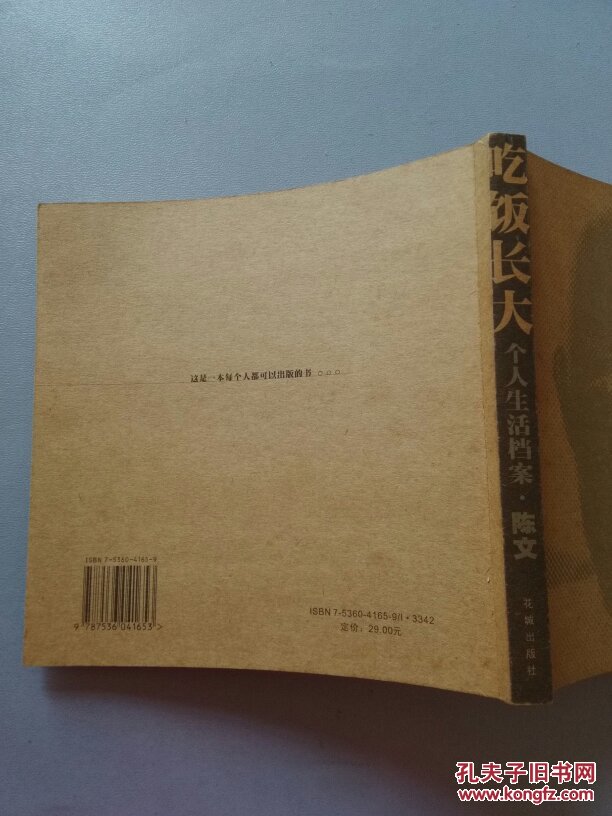 吃饭长大
个人生活档案·陈文
花城出版社
这是一本每个人都可以出版的书○○○
ISBN 7-5360-4165-9
9 787536 041653 >
ISBN 7-5360-4165-9/I·3342
定价：29.00元
孔夫子旧书网
www.kongfz.com